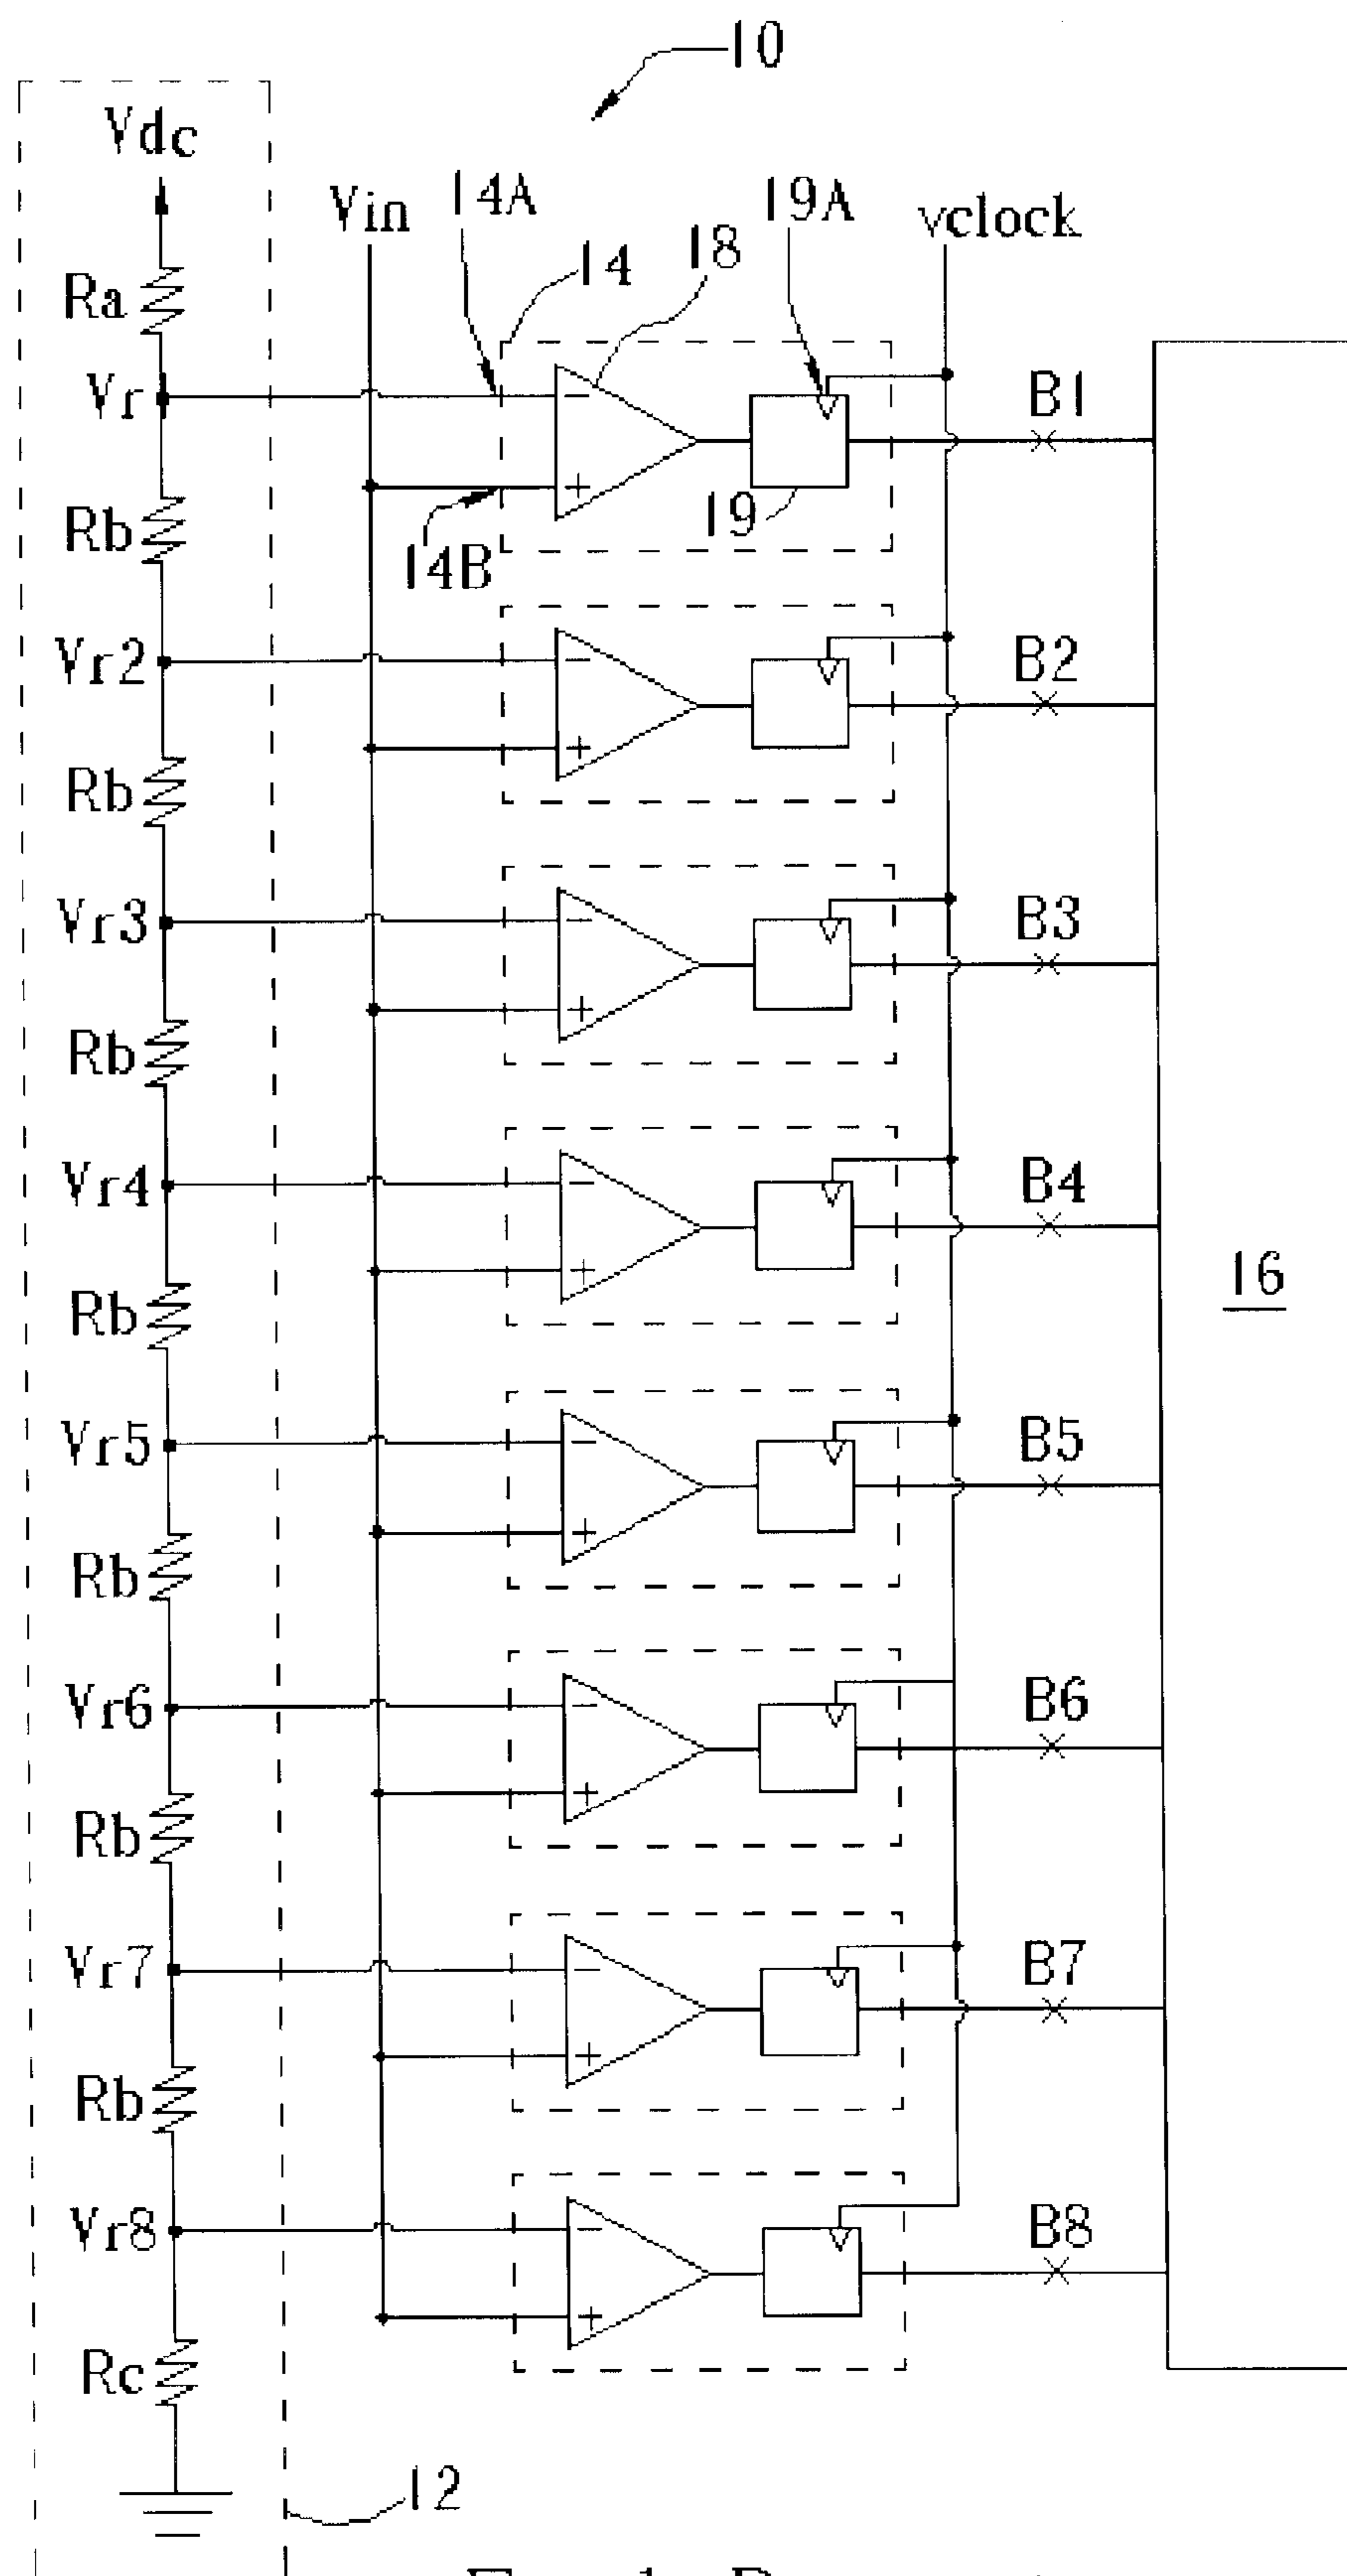 10
Vdc
Vin
14A
19A
vclock
14
18
Ra
Vr
−
B1
+
19
14B
Rb
Vr2
−
B2
+
Rb
Vr3
−
B3
+
Rb
Vr4
−
B4
+
16
Rb
Vr5
−
B5
+
Rb
Vr6
−
B6
+
Rb
Vr7
−
B7
+
Rb
Vr8
−
B8
+
Rc
12